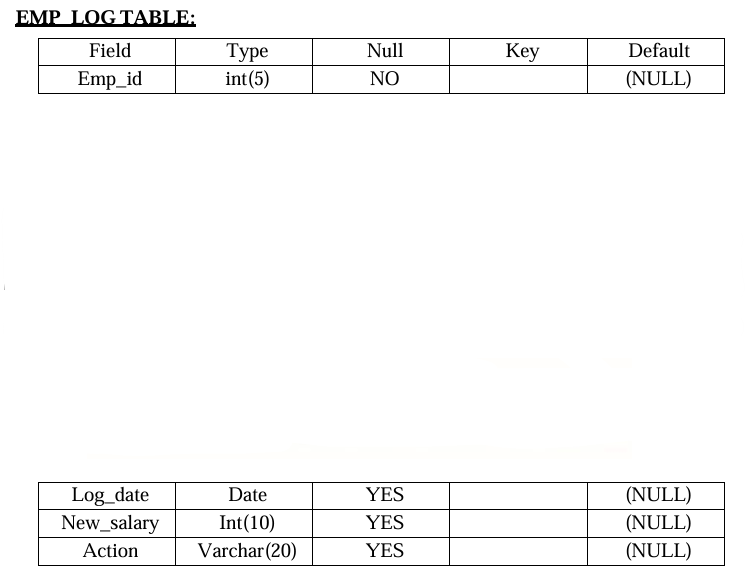 EMP_LOG TABLE:
Field Type Null Key Default
Emp_id int(5) NO (NULL)
Log_date Date YES (NULL)
New_salary Int(10) YES (NULL)
Action Varchar(20) YES (NULL)